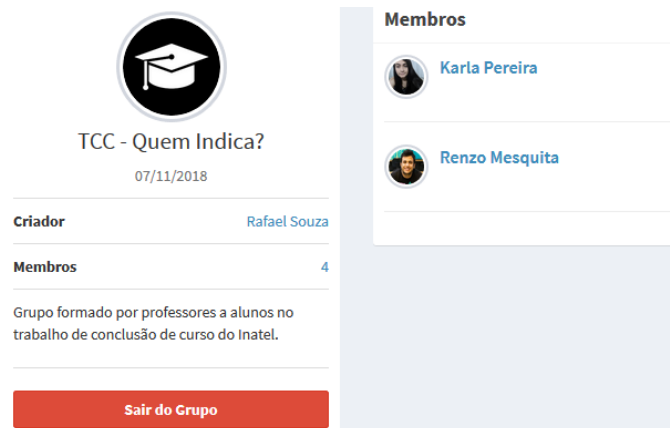 TCC - Quem Indica?
07/11/2018
Criador Rafael Souza
Membros 4
Grupo formado por professores a alunos no
trabalho de conclusão de curso do Inatel.
Sair do Grupo
Membros
Karla Pereira
Renzo Mesquita